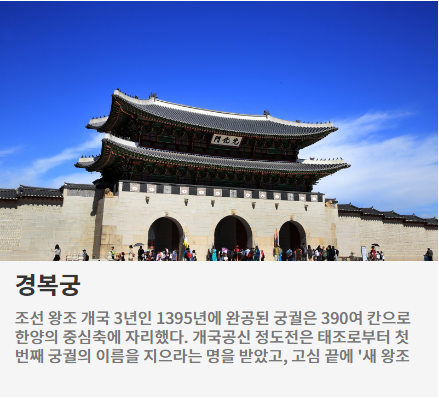 門化光
경복궁
조선 왕조 개국 3년인 1395년에 완공된 궁궐은 390여 칸으로
한양의 중심축에 자리했다. 개국공신 정도전은 태조로부터 첫
번째 궁궐의 이름을 지으라는 명을 받았고, 고심 끝에 '새 왕조